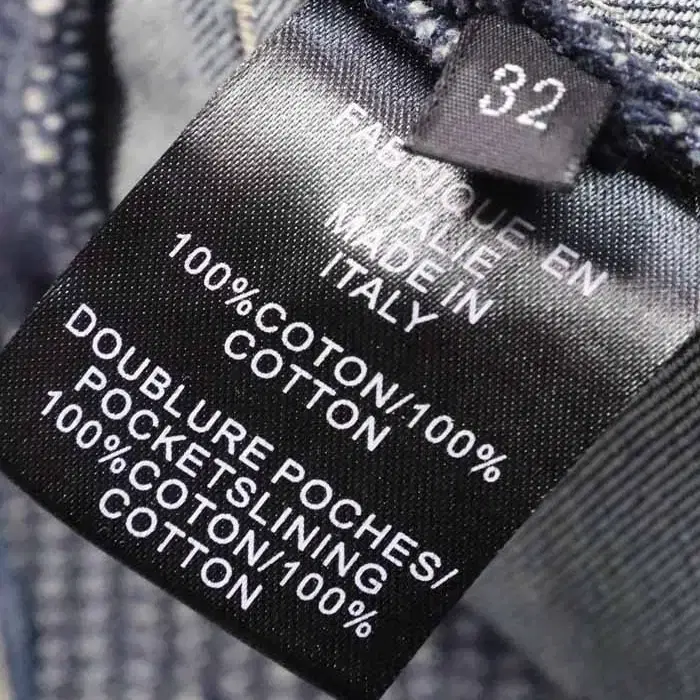 32
FABRIQUE EN
ITALIE
MADE IN
ITALY
100%COTON/100%
COTTON
DOUBLURE POCHES/
POCKETSLINING
100%COTON/100%
COTTON